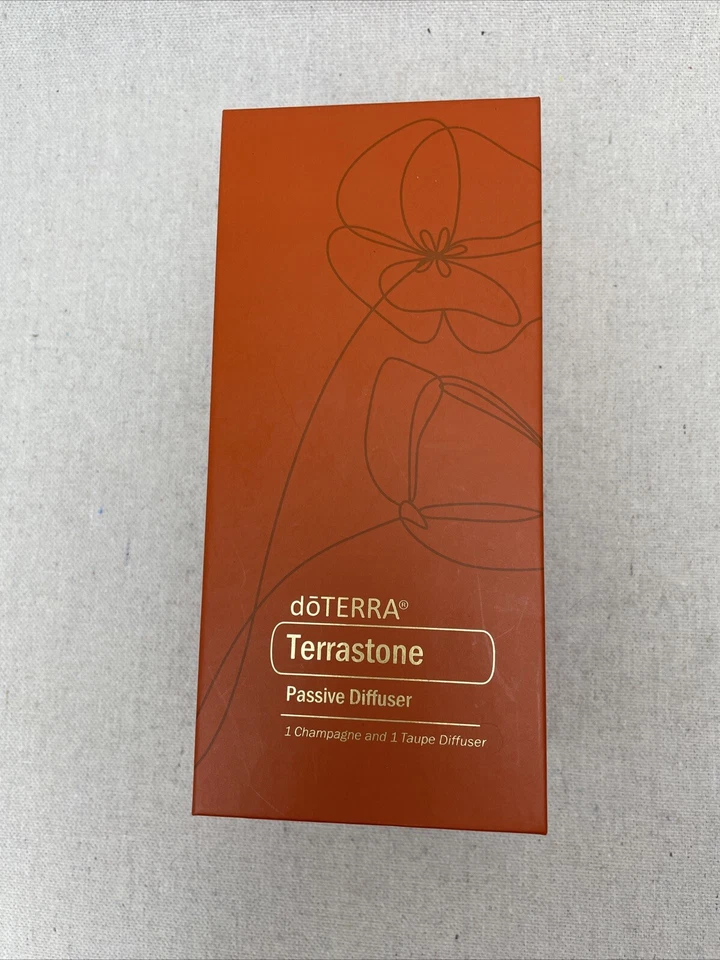 dōTERRA®
Terrastone
Passive Diffuser
1 Champagne and 1 Taupe Diffuser